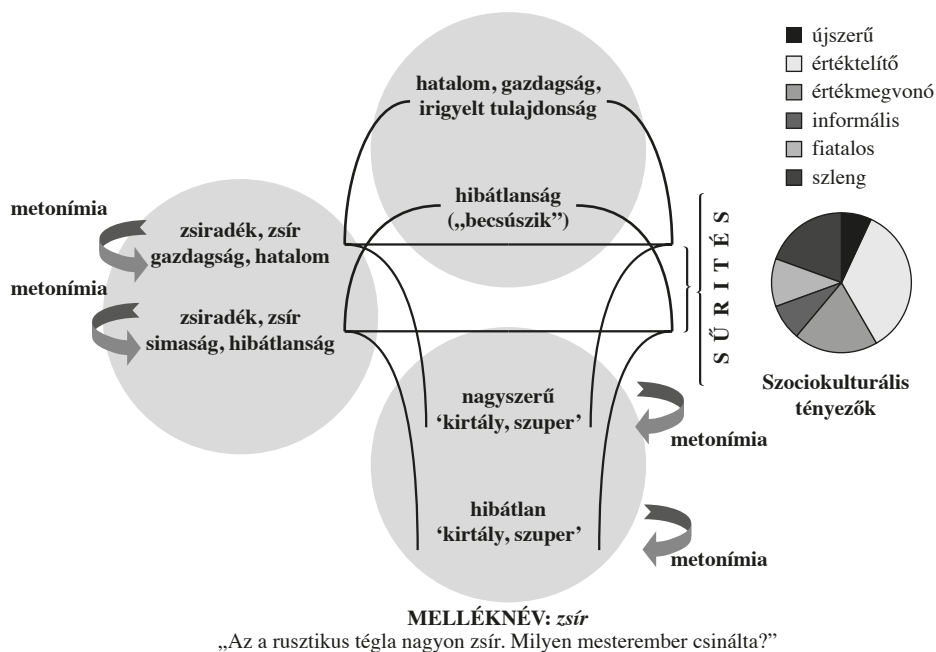 hatalom, gazdagság,
irigyelt tulajdonság
hibátlanság
(„becsúszik”)
metonímia
zsiradék, zsír
gazdagság, hatalom
metonímia
zsiradék, zsír
simaság, hibátlanság
nagyszerű
‘kirtály, szuper’
metonímia
hibátlan
‘kirtály, szuper’
metonímia
SŰRITÉS
újszerű
értéktelítő
értékmegvonó
informális
fiatalos
szleng
Szociokulturális
tényezők
MELLÉKNÉV: zsír
„Az a rusztikus tégla nagyon zsír. Milyen mesterember csinálta?”